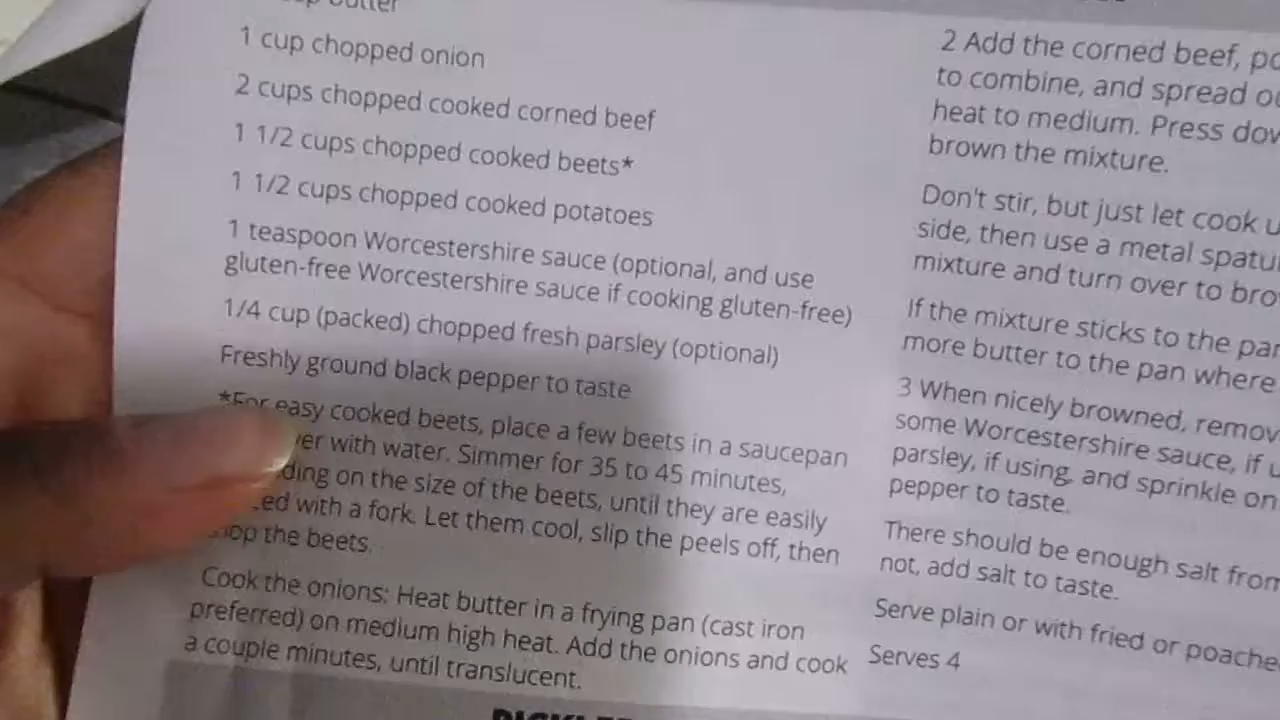 butter
1 cup chopped onion
2 cups chopped cooked corned beef
1 1/2 cups chopped cooked beets*
1 1/2 cups chopped cooked potatoes
1 teaspoon Worcestershire sauce (optional, and use
gluten-free Worcestershire sauce if cooking gluten-free)
1/4 cup (packed) chopped fresh parsley (optional)
Freshly ground black pepper to taste
*For easy cooked beets, place a few beets in a saucepan
with water. Simmer for 35 to 45 minutes,
on the size of the beets, until they are easily
with a fork. Let them cool, slip the peels off, then
the beets.
Cook the onions: Heat butter in a frying pan (cast iron
preferred) on medium high heat. Add the onions and cook
a couple minutes, until translucent.
2 Add the corned beef,
to combine, and spread
heat to medium. Press
brown the mixture.
Don't stir, but just let cook
side, then use a metal
mixture and turn over to
If the mixture sticks to the
more butter to the pan where
3 When nicely browned,
some Worcestershire sauce, if
parsley, if using, and sprinkle on
pepper to taste.
There should be enough salt from
not, add salt to taste.
Serve plain or with fried or
Serves 4